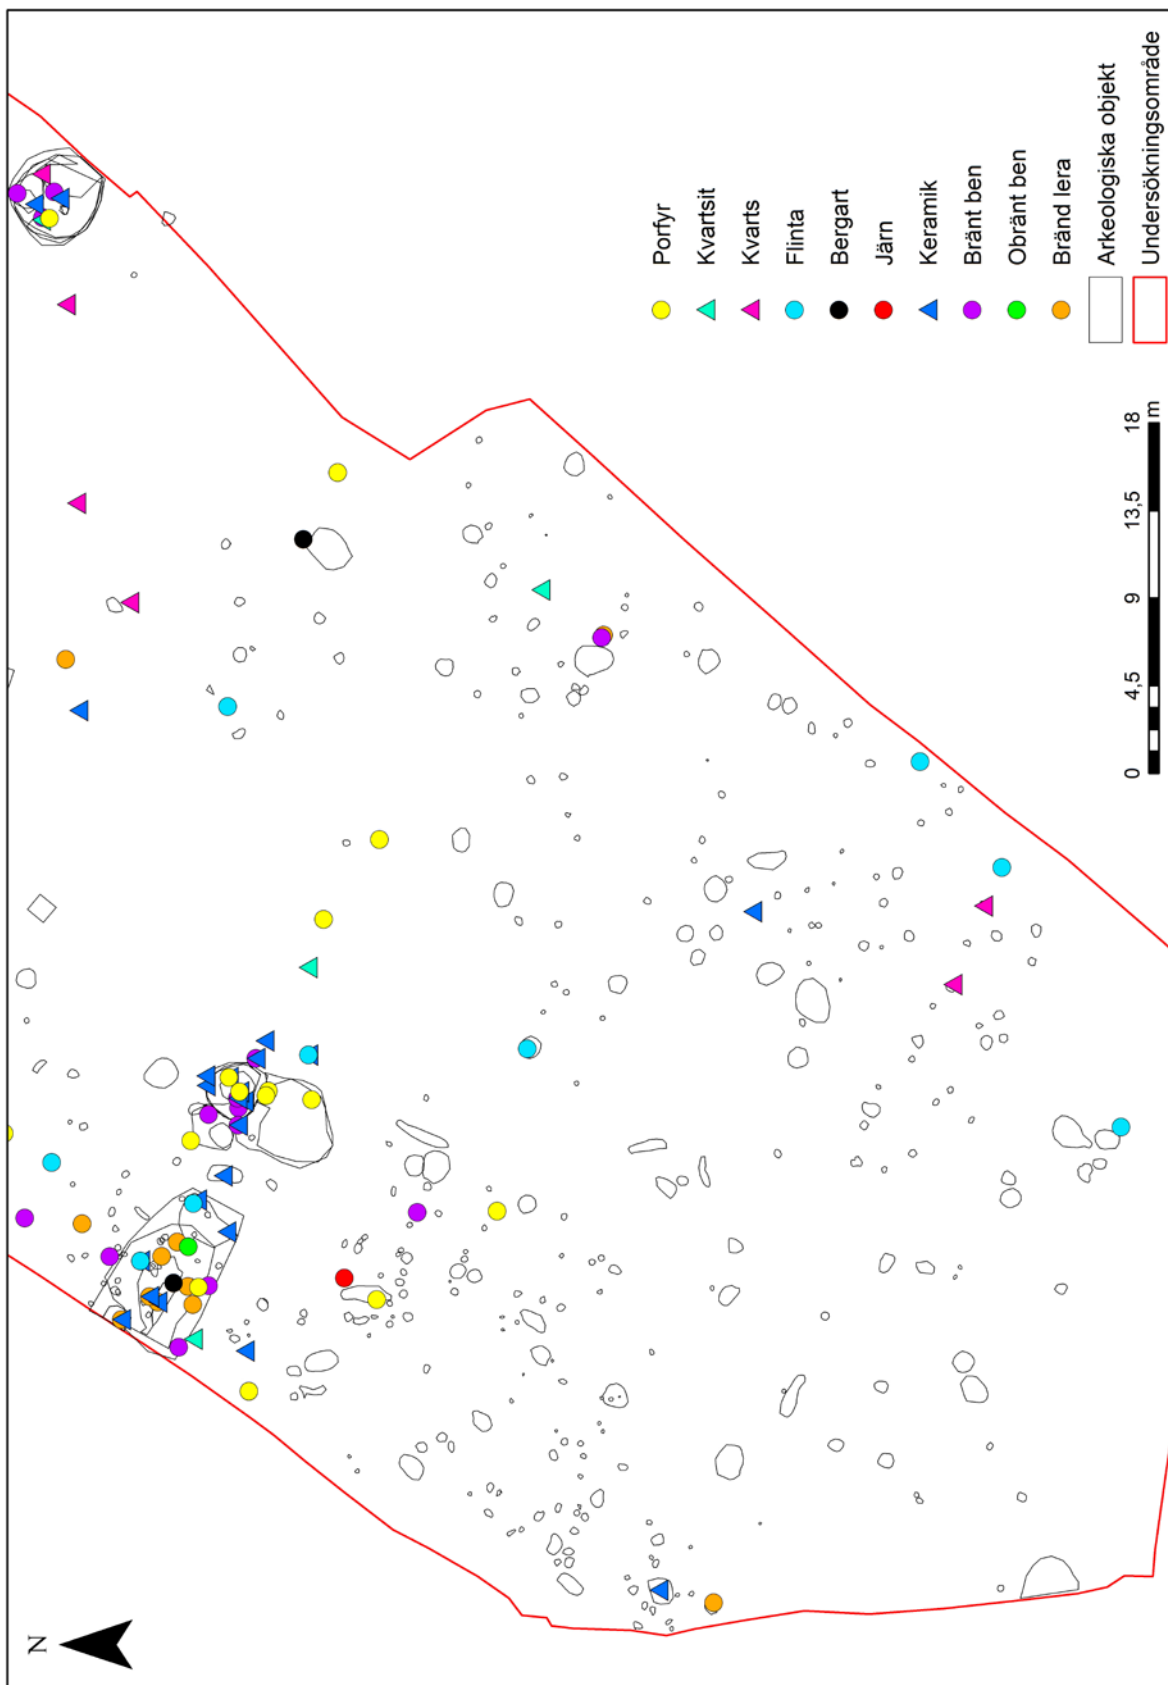 N
Porfyr
Kvartsit
Kvarts
Flinta
Bergart
Järn
Keramik
Bränt ben
Obränt ben
Bränd lera
Arkeologiska objekt
Undersökningsområde
0 4,5 9 13,5 18 m